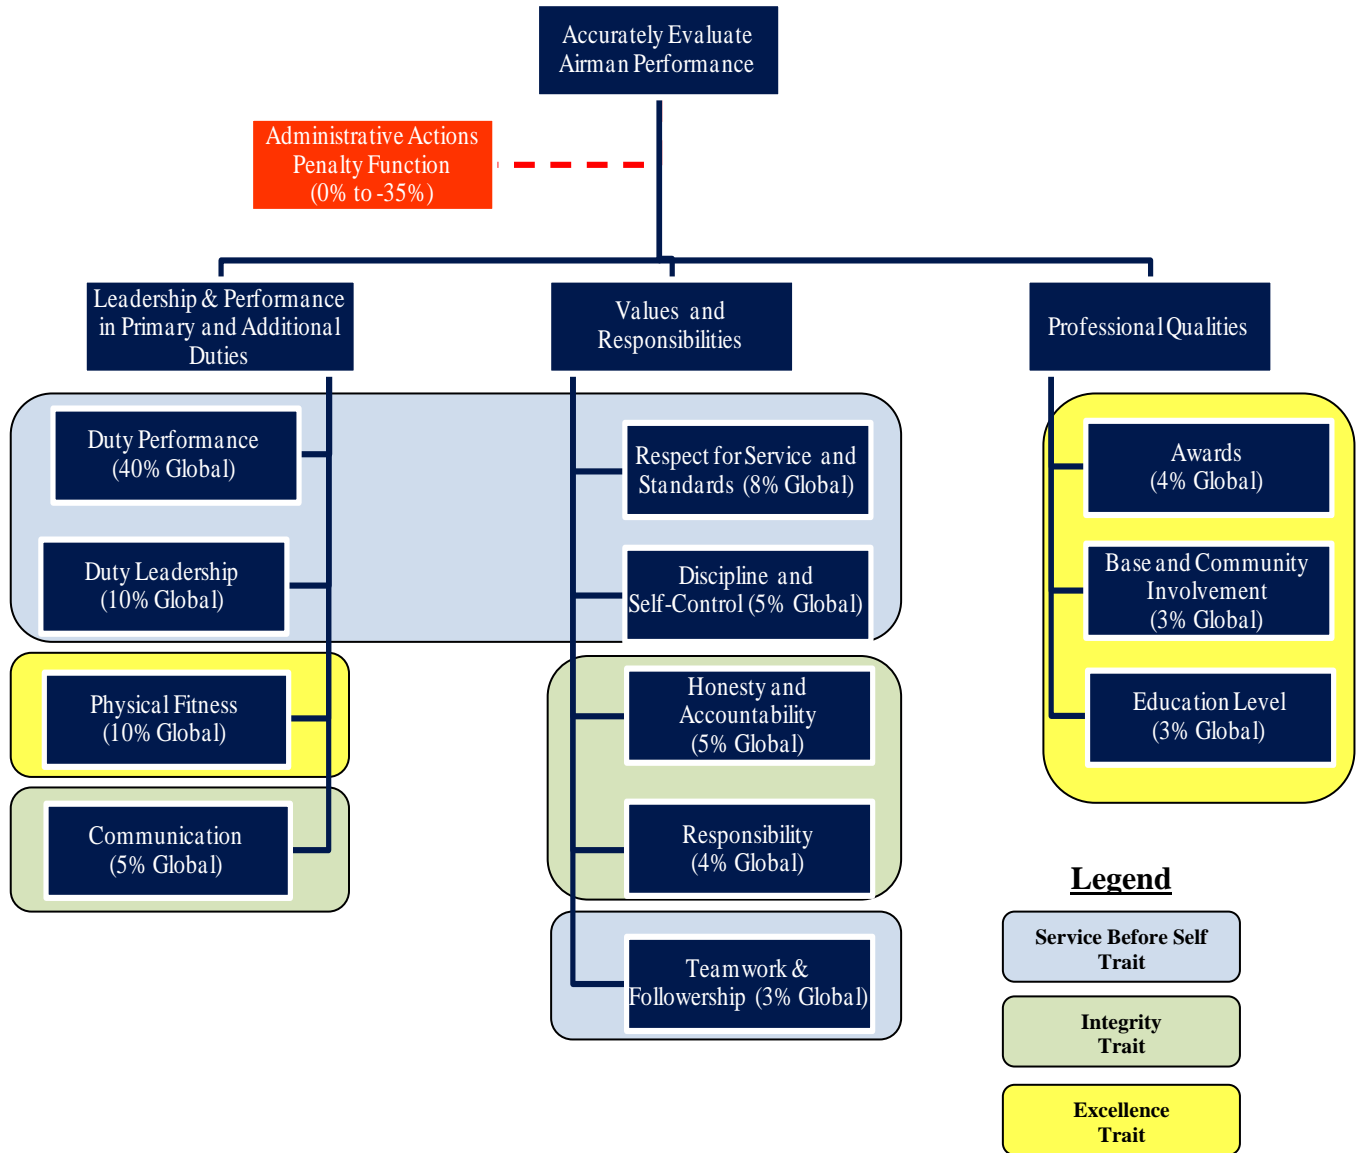 Accurately Evaluate
Airman Performance
Administrative Actions
Penalty Function
(0% to -35%)
Leadership & Performance
in Primary and Additional
Duties
Values and
Responsibilities
Professional Qualities
Duty Performance
(40% Global)
Duty Leadership
(10% Global)
Physical Fitness
(10% Global)
Communication
(5% Global)
Respect for Service and
Standards (8% Global)
Discipline and
Self-Control (5% Global)
Honesty and
Accountability
(5% Global)
Responsibility
(4% Global)
Teamwork &
Followership (3% Global)
Awards
(4% Global)
Base and Community
Involvement
(3% Global)
Education Level
(3% Global)
Legend
Service Before Self
Trait
Integrity
Trait
Excellence
Trait